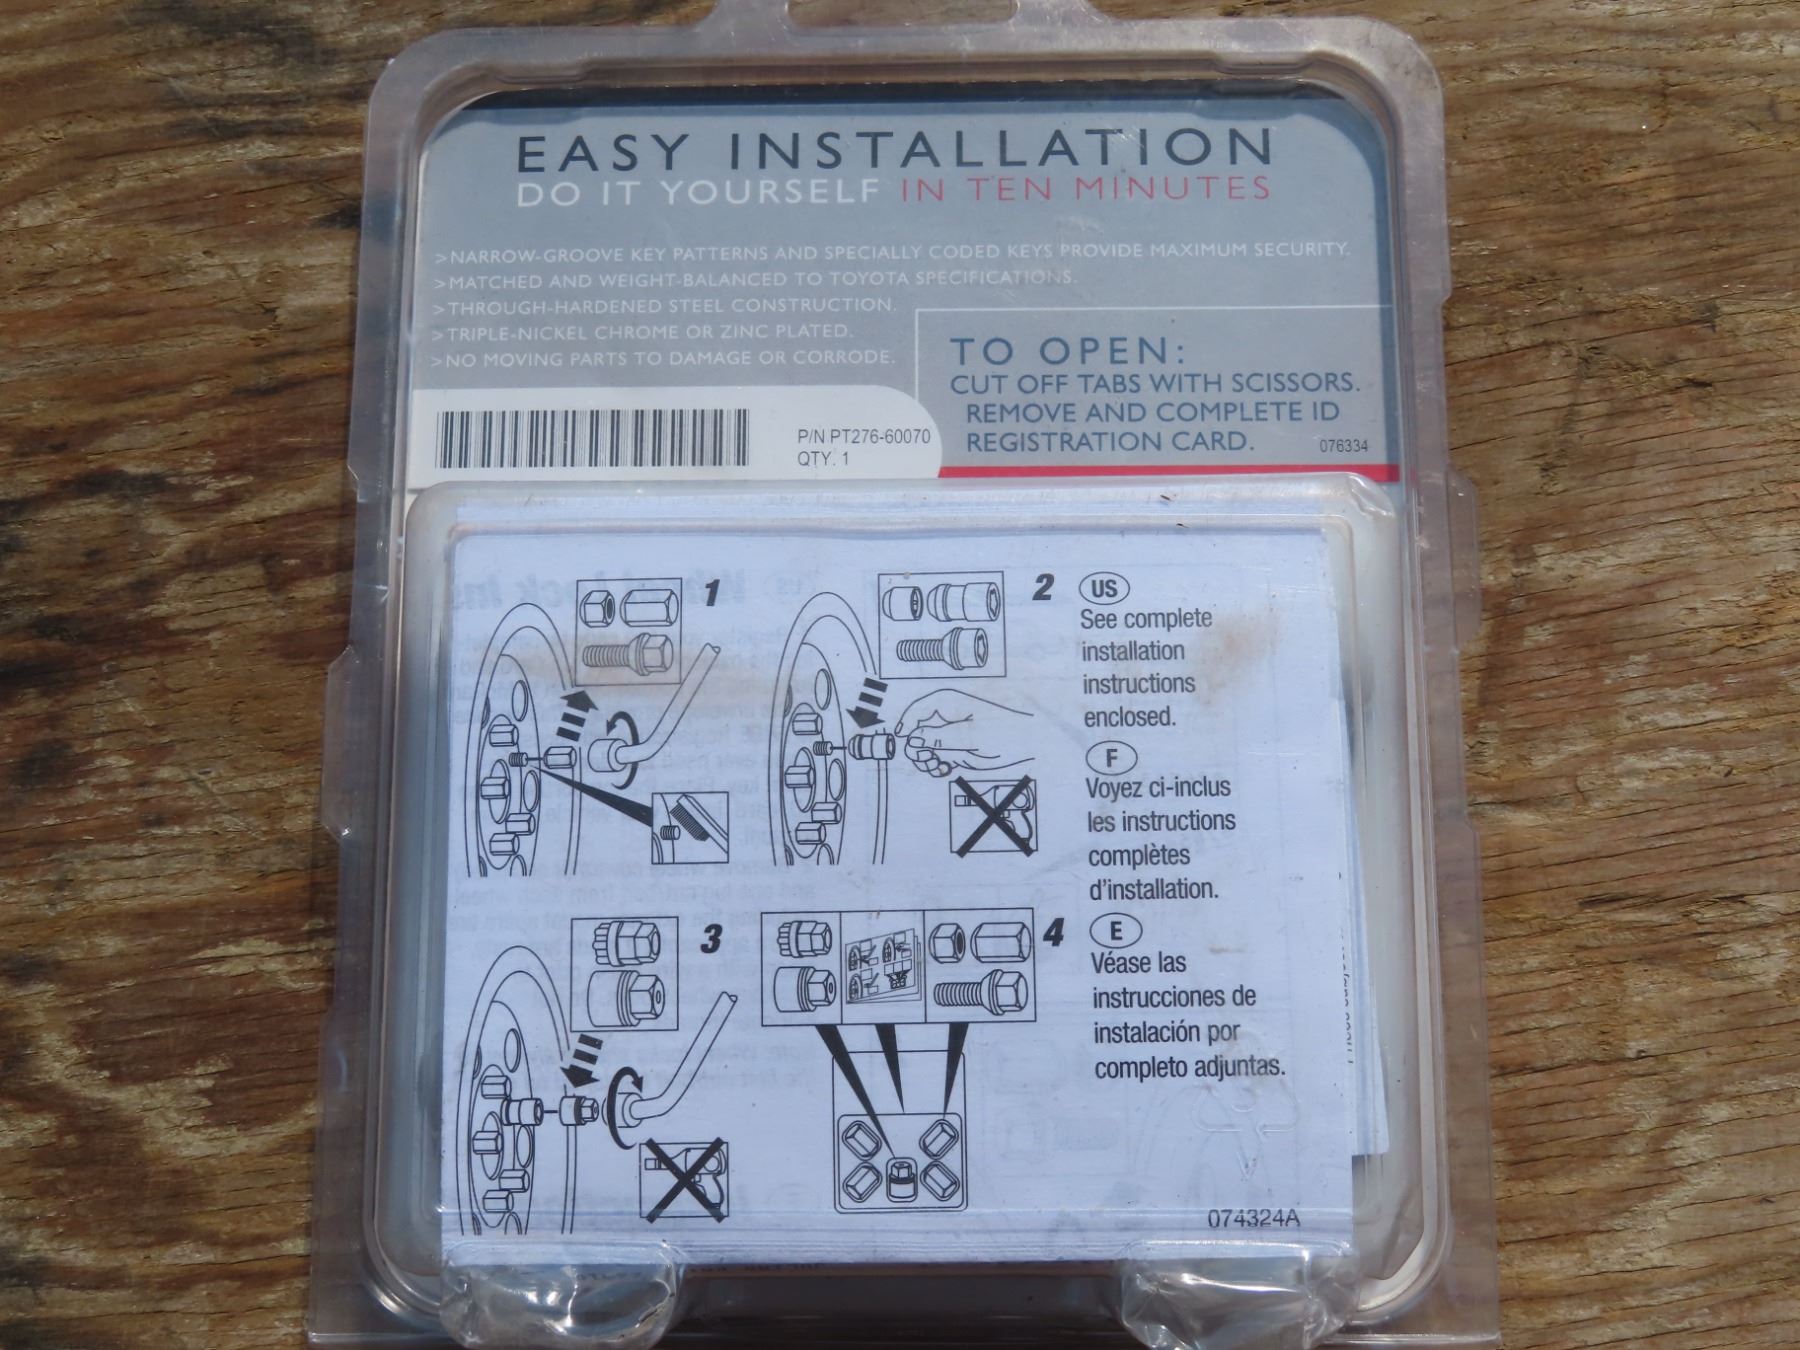 EASY INSTALLATION
DO IT YOURSELF IN TEN MINUTES
>NARROW-GROOVE KEY PATTERNS AND SPECIALLY CODED KEYS PROVIDE MAXIMUM SECURITY.
>MATCHED AND WEIGHT-BALANCED TO TOYOTA SPECIFICATIONS.
>THROUGH-HARDENED STEEL CONSTRUCTION.
>TRIPLE-NICKEL CHROME OR ZINC PLATED.
>NO MOVING PARTS TO DAMAGE OR CORRODE.
TO OPEN:
CUT OFF TABS WITH SCISSORS.
REMOVE AND COMPLETE ID
REGISTRATION CARD.
076334
P/N PT276-60070
QTY. 1
1
2
US
See complete
installation
instructions
enclosed.
F
Voyez ci-inclus
les instructions
complètes
d'installation.
3
4
E
Véase las
instrucciones de
instalación por
completo adjuntas.
074324A